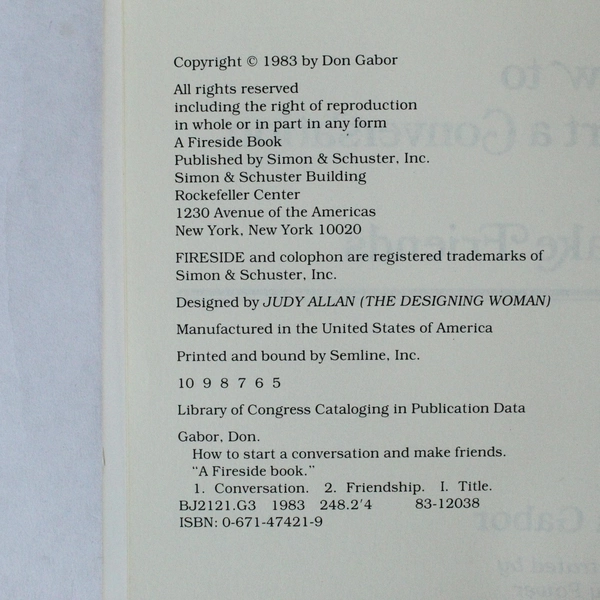 Copyright © 1983 by Don Gabor
All rights reserved
including the right of reproduction
in whole or in part in any form
A Fireside Book
Published by Simon & Schuster, Inc.
Simon & Schuster Building
Rockefeller Center
1230 Avenue of the Americas
New York, New York 10020
FIRESIDE and colophon are registered trademarks of
Simon & Schuster, Inc.
Designed by JUDY ALLAN (THE DESIGNING WOMAN)
Manufactured in the United States of America
Printed and bound by Semline, Inc.
10 9 8 7 6 5
Library of Congress Cataloging in Publication Data
Gabor, Don.
How to start a conversation and make friends.
"A Fireside book."
1. Conversation. 2. Friendship. I. Title.
BJ2121.G3 1983 248.2'4 83-12038
ISBN: 0-671-47421-9